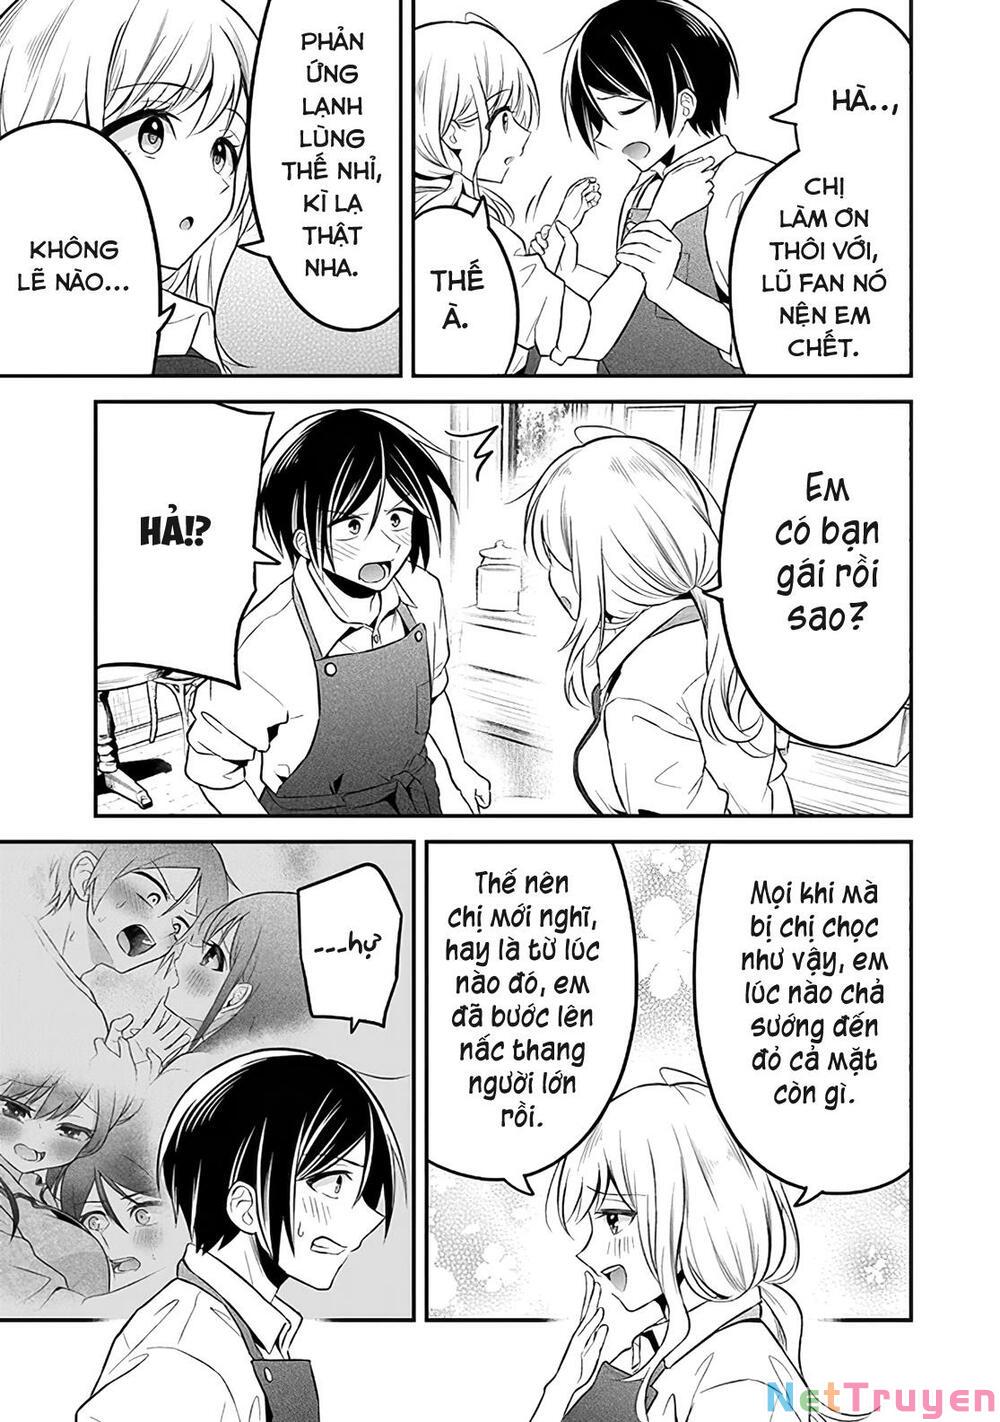 HÀ..,
CHỊ
LÀM ƠN
THÔI VỚI,
LŨ FAN NÓ
NỆN EM
CHẾT.
THẾ
À.
PHẢN
ỨNG
LẠNH
LÙNG
THẾ NHỈ,
KÌ LẠ
THẬT
NHA.
KHÔNG
LẼ NÀO...
EM
CÓ BẠN
GÁI RỒI
SAO?
HẢ!?
Mọi khi mà
bị chị chọc
như vậy, em
lúc nào chả
sướng đến
đỏ cả mặt
còn gì.
Thế nên
chị mới nghĩ,
hay là từ lúc
nào đó, em
đã bước lên
nấc thang
người lớn
rồi.
---hự
NetTruyen